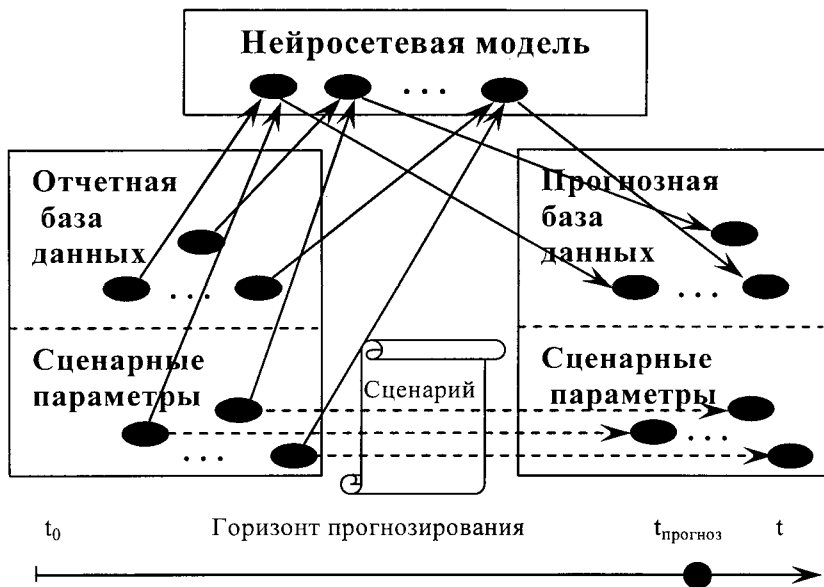 Нейросетевая модель
. . .
Отчетная
база
данных
. . .
Сценарные
параметры
. . .
Сценарий
Прогнозная
база
данных
. . .
Сценарные
параметры
. . .
t₀ Горизонт прогнозирования tпрогноз t